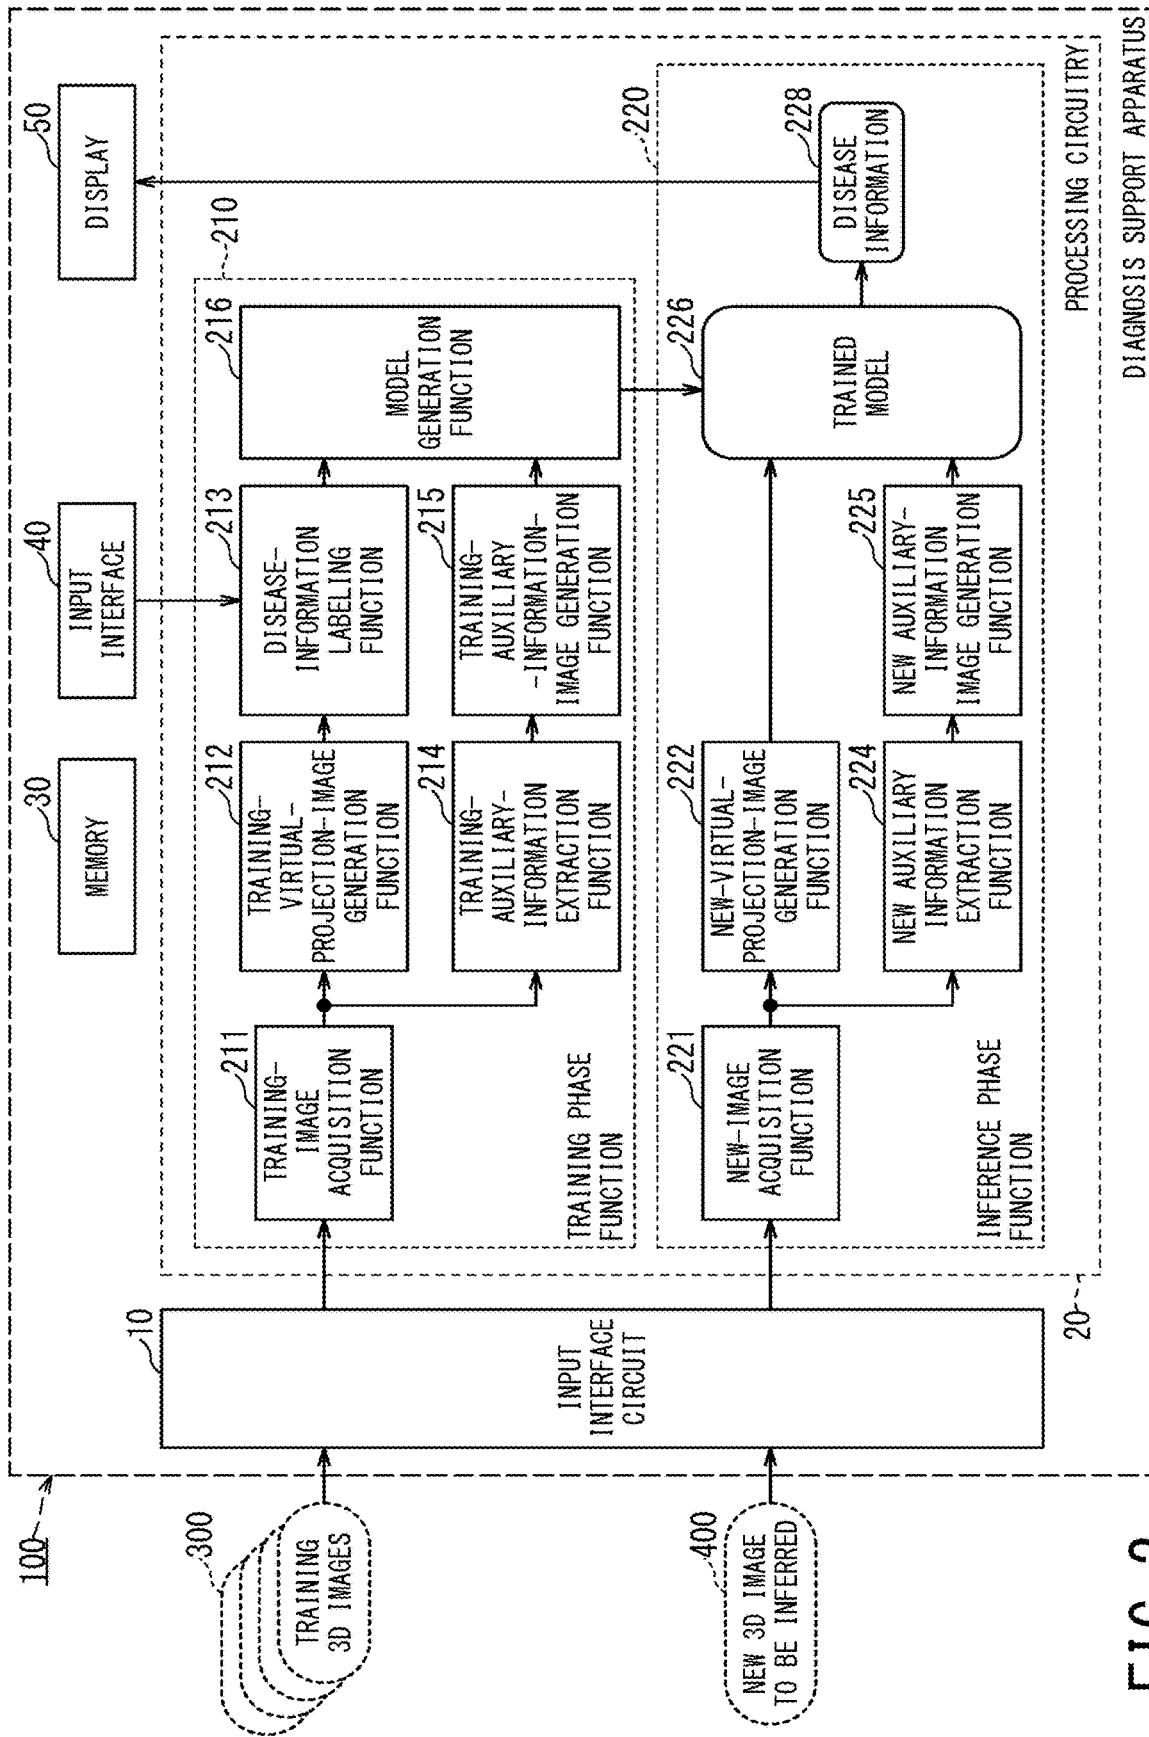 100
300
TRAINING
3D IMAGES
400
NEW 3D IMAGE
TO BE INFERRED
10
INPUT
INTERFACE
CIRCUIT
30
MEMORY
40
INPUT
INTERFACE
50
DISPLAY
210
211
TRAINING-
IMAGE
ACQUISITION
FUNCTION
212
TRAINING-
VIRTUAL-
PROJECTION-IMAGE
GENERATION
FUNCTION
213
DISEASE-
INFORMATION
LABELING
FUNCTION
214
TRAINING-
AUXILIARY-
INFORMATION
EXTRACTION
FUNCTION
215
TRAINING-
AUXILIARY
-INFORMATION-
IMAGE GENERATION
FUNCTION
216
MODEL
GENERATION
FUNCTION
TRAINING PHASE
FUNCTION
220
221
NEW-IMAGE
ACQUISITION
FUNCTION
222
NEW-VIRTUAL-
PROJECTION-IMAGE
GENERATION
FUNCTION
224
NEW AUXILIARY
INFORMATION
EXTRACTION
FUNCTION
225
NEW AUXILIARY-
INFORMATION
IMAGE GENERATION
FUNCTION
226
TRAINED
MODEL
228
DISEASE
INFORMATION
INFERENCE PHASE
FUNCTION
20
PROCESSING CIRCUITRY
DIAGNOSIS SUPPORT APPARATUS